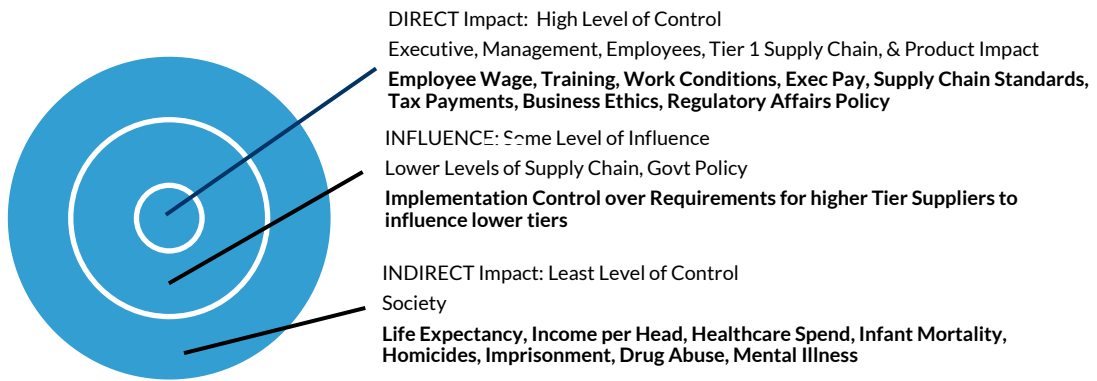 DIRECT Impact: High Level of Control
Executive, Management, Employees, Tier 1 Supply Chain, & Product Impact
Employee Wage, Training, Work Conditions, Exec Pay, Supply Chain Standards,
Tax Payments, Business Ethics, Regulatory Affairs Policy
INFLUENCE: Some Level of Influence
Lower Levels of Supply Chain, Govt Policy
Implementation Control over Requirements for higher Tier Suppliers to
influence lower tiers
INDIRECT Impact: Least Level of Control
Society
Life Expectancy, Income per Head, Healthcare Spend, Infant Mortality,
Homicides, Imprisonment, Drug Abuse, Mental Illness